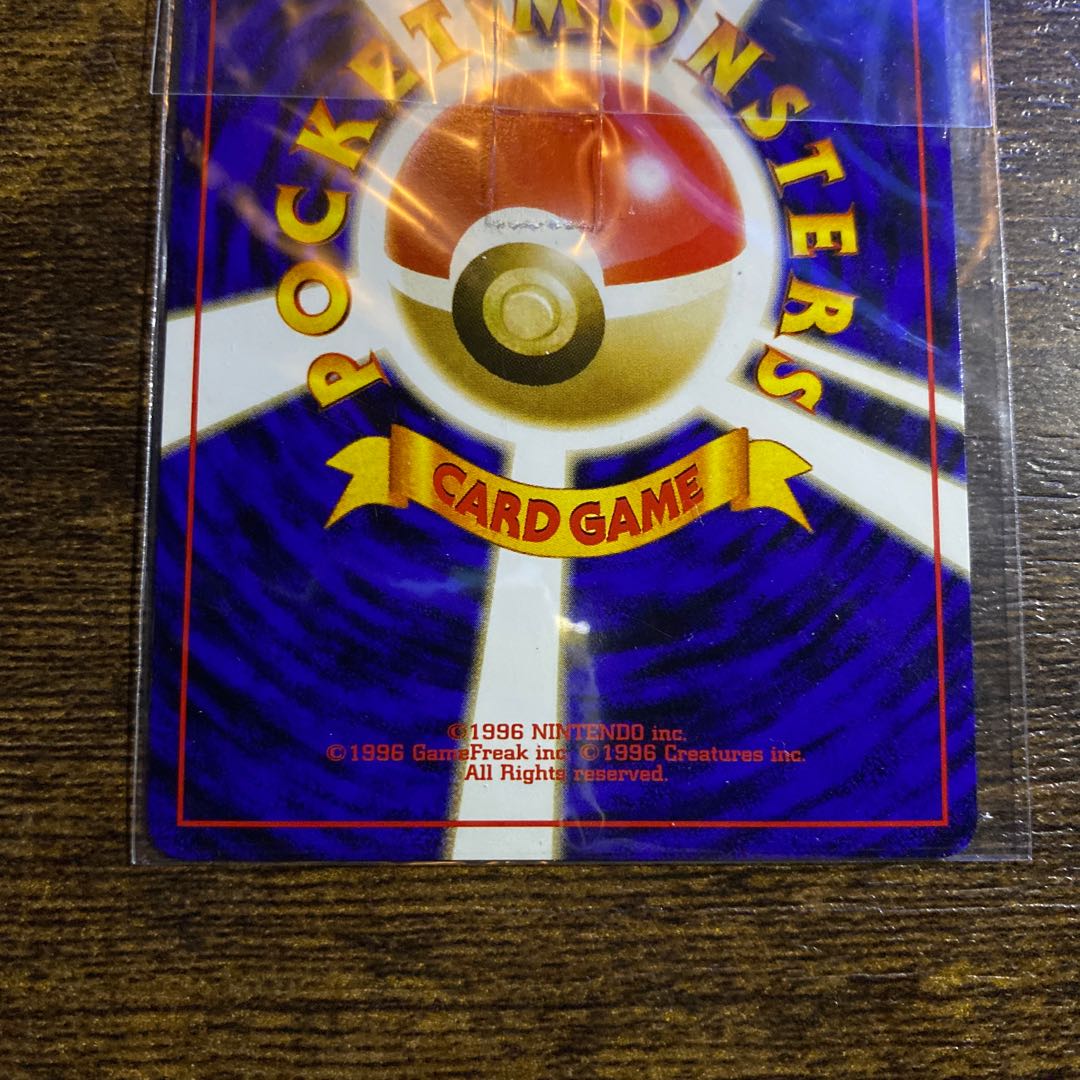 POCKET MONSTERS
CARD GAME
©1996 NINTENDO inc.
©1996 GameFreak inc ©1996 Creatures inc.
All Rights reserved.